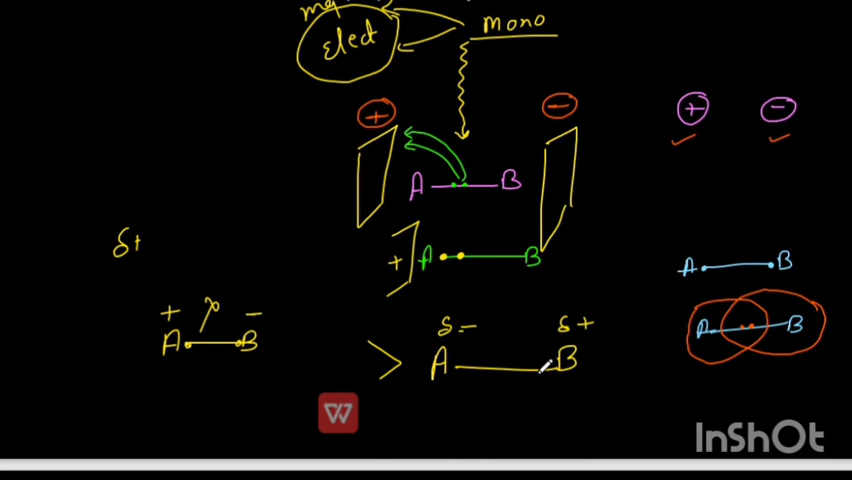 mono
Elect
+
−
+ −
A B
δ+
+ A B
A B
+ −
A B
δ− δ+
A B
A B
InShOt